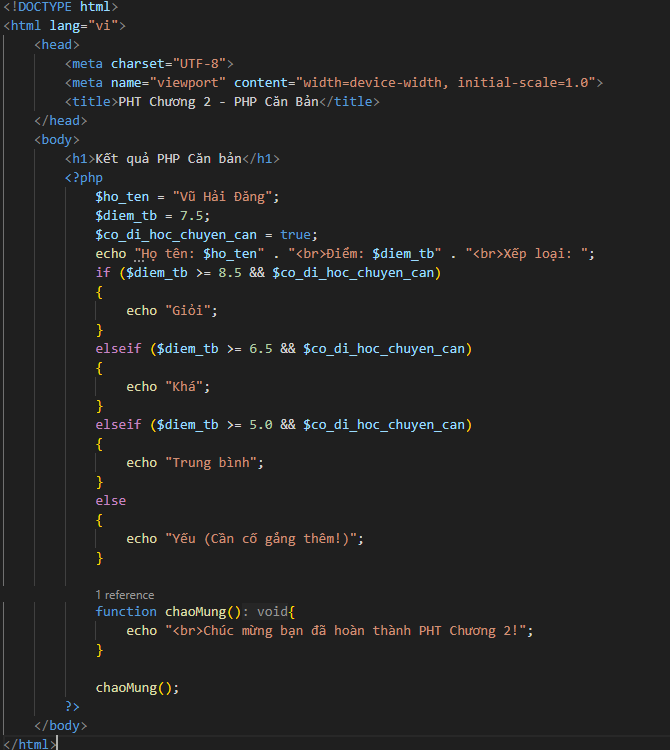 <!DOCTYPE html>
<html lang="vi">
    <head>
        <meta charset="UTF-8">
        <meta name="viewport" content="width=device-width, initial-scale=1.0">
        <title>PHT Chương 2 - PHP Căn Bản</title>
    </head>
    <body>
        <h1>Kết quả PHP Căn bản</h1>
        <?php
            $ho_ten = "Vũ Hải Đăng";
            $diem_tb = 7.5;
            $co_di_hoc_chuyen_can = true;
            echo "Họ tên: $ho_ten" . "<br>Điểm: $diem_tb" . "<br>Xếp loại: ";
            if ($diem_tb >= 8.5 && $co_di_hoc_chuyen_can)
            {
                echo "Giỏi";
            }
            elseif ($diem_tb >= 6.5 && $co_di_hoc_chuyen_can)
            {
                echo "Khá";
            }
            elseif ($diem_tb >= 5.0 && $co_di_hoc_chuyen_can)
            {
                echo "Trung bình";
            }
            else
            {
                echo "Yếu (Cần cố gắng thêm!)";
            }
            1 reference
            function chaoMung(): void{
                echo "<br>Chúc mừng bạn đã hoàn thành PHT Chương 2!";
            }
            chaoMung();
        ?>
    </body>
</html>